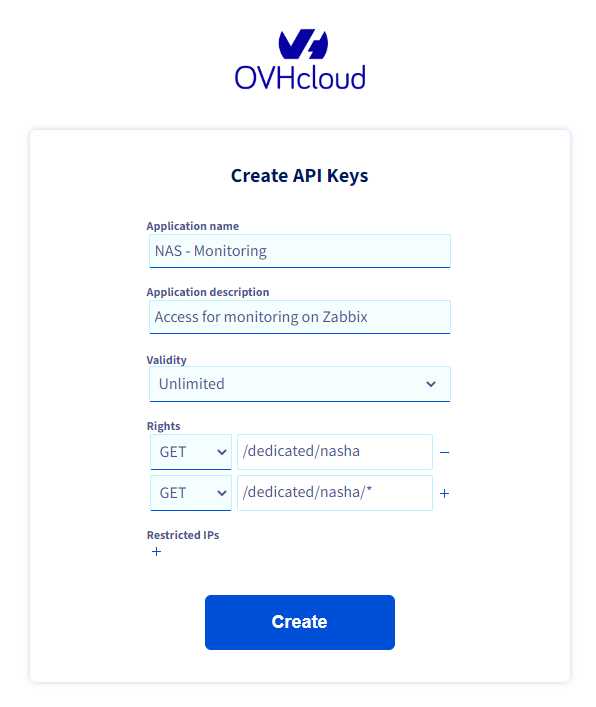 OVHcloud
Create API Keys
Application name
NAS - Monitoring
Application description
Access for monitoring on Zabbix
Validity
Unlimited
Rights
GET /dedicated/nasha −
GET /dedicated/nasha/* +
Restricted IPs
+
Create